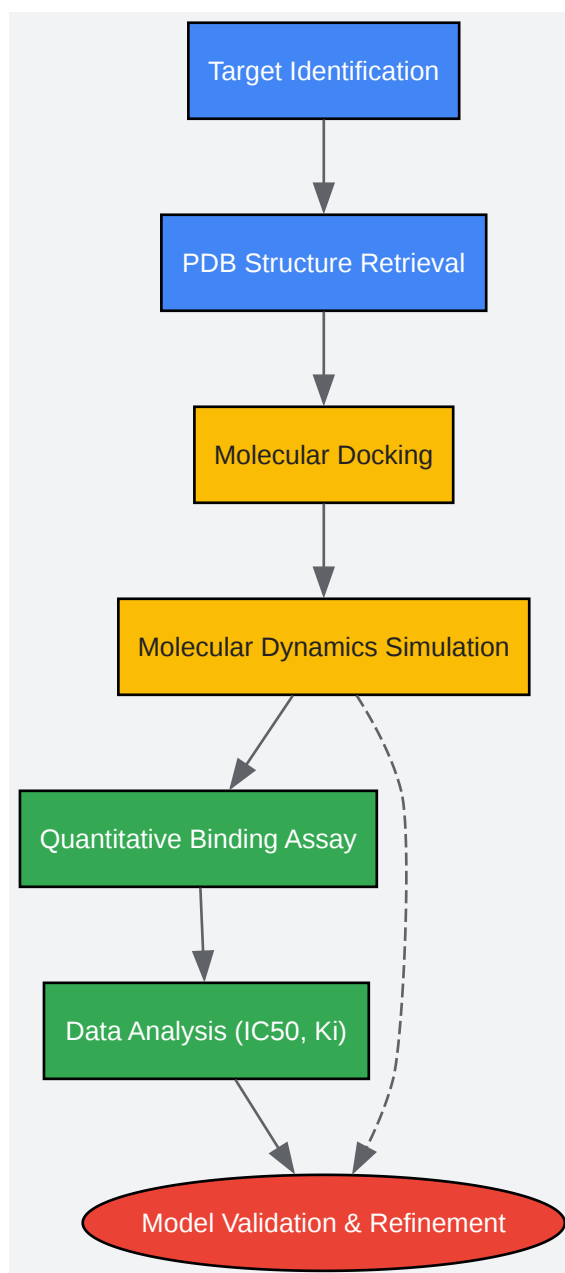 Target Identification
PDB Structure Retrieval
Molecular Docking
Molecular Dynamics Simulation
Quantitative Binding Assay
Data Analysis (IC50, Ki)
Model Validation & Refinement